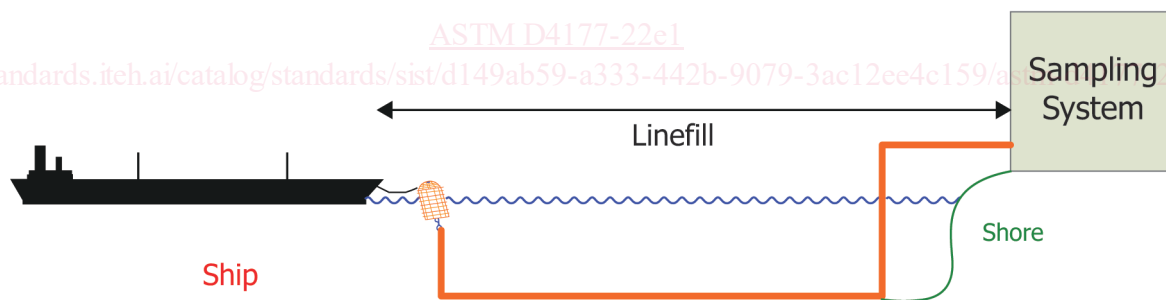 ASTM D4177-22e1
andards.iteh.ai/catalog/standards/sist/d149ab59-a333-442b-9079-3ac12ee4c159/ast
Sampling
System
Linefill
Shore
Ship